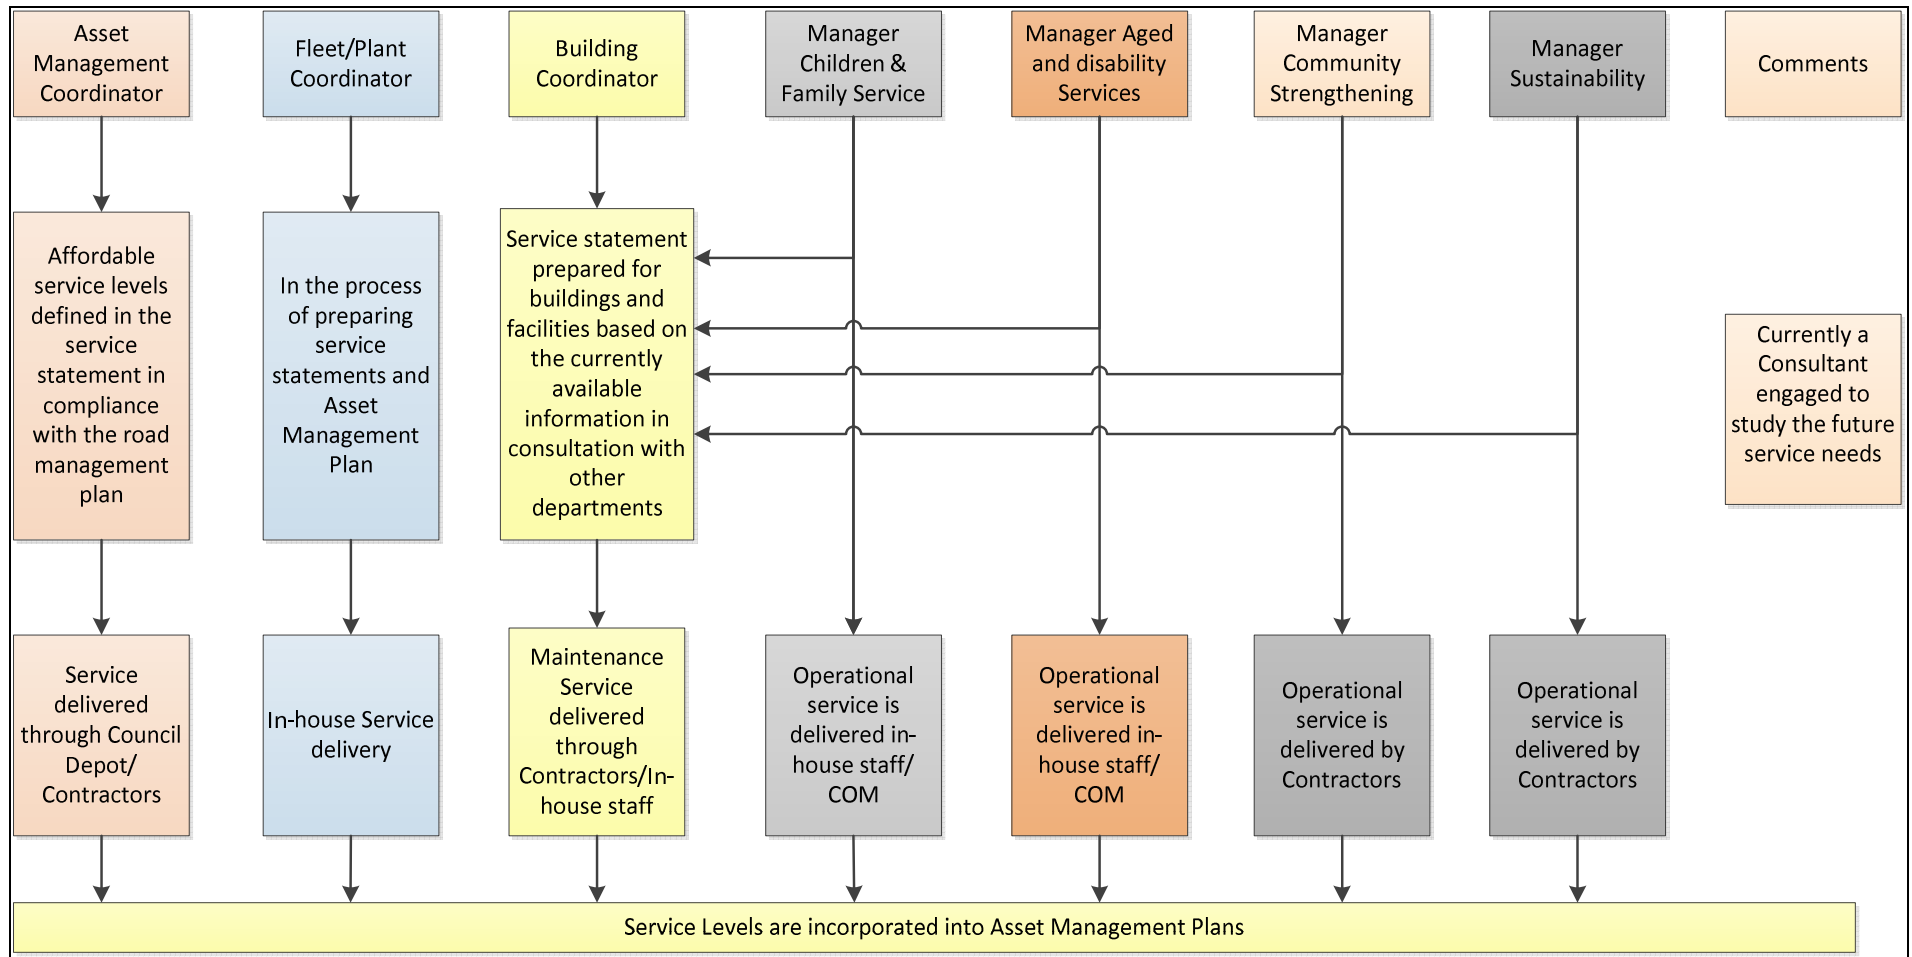 Asset
Management
Coordinator
Fleet/Plant
Coordinator
Building
Coordinator
Manager
Children &
Family Service
Manager Aged
and disability
Services
Manager
Community
Strengthening
Manager
Sustainability
Comments
Affordable
service levels
defined in the
service
statement in
compliance
with the road
management
plan
In the process
of preparing
service
statements and
Asset
Management
Plan
Service statement
prepared for
buildings and
facilities based on
the currently
available
information in
consultation with
other
departments
Currently a
Consultant
engaged to
study the future
service needs
Service
delivered
through Council
Depot/
Contractors
In-house Service
delivery
Maintenance
Service
delivered
through
Contractors/In-
house staff
Operational
service is
delivered in-
house staff/
COM
Operational
service is
delivered in-
house staff/
COM
Operational
service is
delivered by
Contractors
Operational
service is
delivered by
Contractors
Service Levels are incorporated into Asset Management Plans